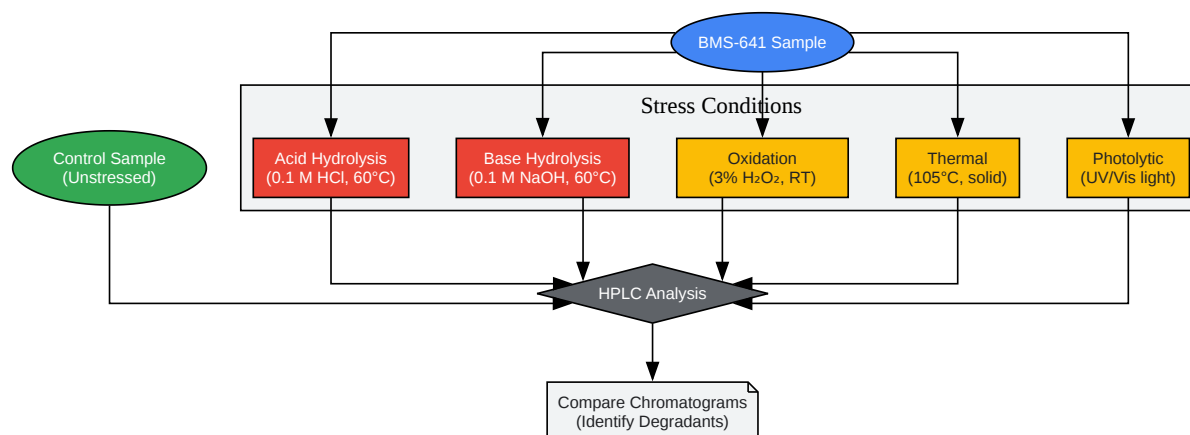 BMS-641 Sample
Stress Conditions
Control Sample
(Unstressed)
Acid Hydrolysis
(0.1 M HCl, 60°C)
Base Hydrolysis
(0.1 M NaOH, 60°C)
Oxidation
(3% H₂O₂, RT)
Thermal
(105°C, solid)
Photolytic
(UV/Vis light)
HPLC Analysis
Compare Chromatograms
(Identify Degradants)